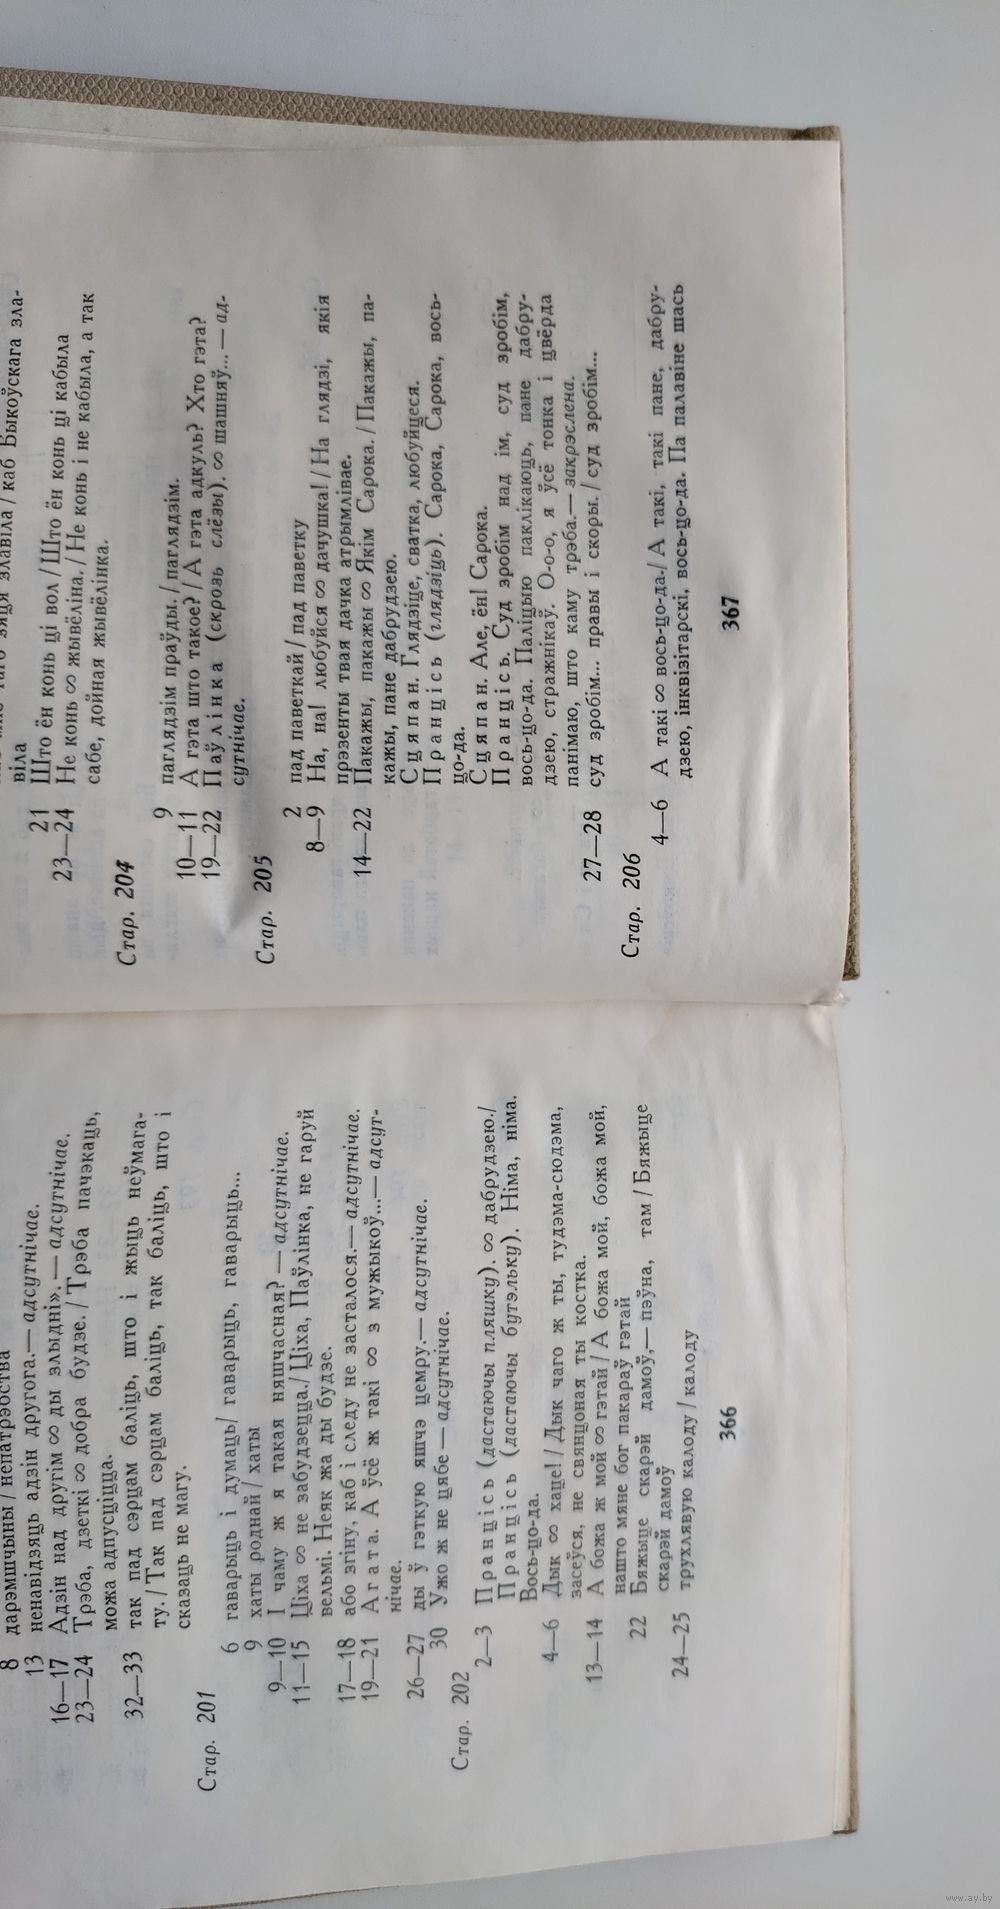 8 дарэмшчыны / непатрэбства
13 ненавідзяць адзін другога.— адсутнічае.
16—17 Адзін над другім ∞ ды злыдні».— адсутнічае.
23—24 Трэба, дзеткі ∞ добра будзе. / Трэба пачэкаць,
можа адпусціцца.
32—33 так пад сэрцам баліць, што і жыць неўмага-
ту. / Так пад сэрцам баліць, так баліць, што і
сказаць не магу.
Стар. 201
6 гаварыць і думаць / гаварыць, гаварыць...
9 хаты роднай / хаты
9—10 І чаму ж я такая няшчасная? — адсутнічае.
11—15 Ціха ∞ не забудзецца. / Ціха, Паўлінка, не гаруй
вельмі. Неяк жа ды будзе.
17—18 або згіну, каб і следу не засталося.— адсутнічае.
19—21 Агата. А ўсё ж такі ∞ з мужыкоў...— адсут-
нічае.
26—27 ды ў гэткую яшчэ цемру.— адсутнічае.
30 Ужо ж не цябе — адсутнічае.
Стар. 202
2—3 Пранцісь (дастаючы пляшку). ∞ дабрудзею./
Пранцісь (дастаючы бутэльку). Німа, німа.
Вось-цо-да.
4—6 Дык ∞ хаце! / Дык чаго ж ты, тудэма-сюдэма,
засеўся, не свянцоная ты костка.
13—14 А божа ж мой ∞ гэтай / А божа мой, божа мой,
нашто мяне бог пакараў гэтай
22 Бяжыце скарэй дамоў,— пэўна, там / Бяжыце
скарэй дамоў
24—25 трухлявую калоду / калоду
366
злавіла / каб Быкоўскага зла-
віла
21 Што ён конь ці вол / Што ён конь ці кабыла
23—24 Не конь ∞ жывёліна. / Не конь і не кабыла, а так
сабе, дойная жывёлінка.
Стар. 204
9 паглядзім праўды. / паглядзім.
10—11 А гэта што такое? / А гэта адкуль? Хто гэта?
19—22 Паўлінка (скрозь слёзы). ∞ шашняў...— ад-
сутнічае.
Стар. 205
2 пад паветкай / пад паветку
8—9 На, на! любуйся ∞ дачушка! / На глядзі, якія
прэзенты твая дачка атрымлівае.
14—22 Пакажы, пакажы ∞ Якім Сарока. / Пакажы, па-
кажы, пане дабрудзею.
Сцяпан. Глядзіце, сватка, любуйцеся.
Пранцісь (глядзіць). Сарока, Сарока, вось-
цо-да.
Сцяпан. Але, ён! Сарока.
Пранцісь. Суд зробім над ім, суд зробім,
вось-цо-да. Паліцыю паклікаюць, пане дабру-
дзею, стражнікаў. О-о-о, я ўсё тонка і цвёрда
панімаю, што каму трэба.— закрэслена.
27—28 суд зробім... правы і скоры. / суд зробім...
Стар. 206
4—6 А такі ∞ вось-цо-да. / А такі, такі пане, дабру-
дзею, інквізітарскі, вось-цо-да. Па палавіне шась
367
www.ay.by